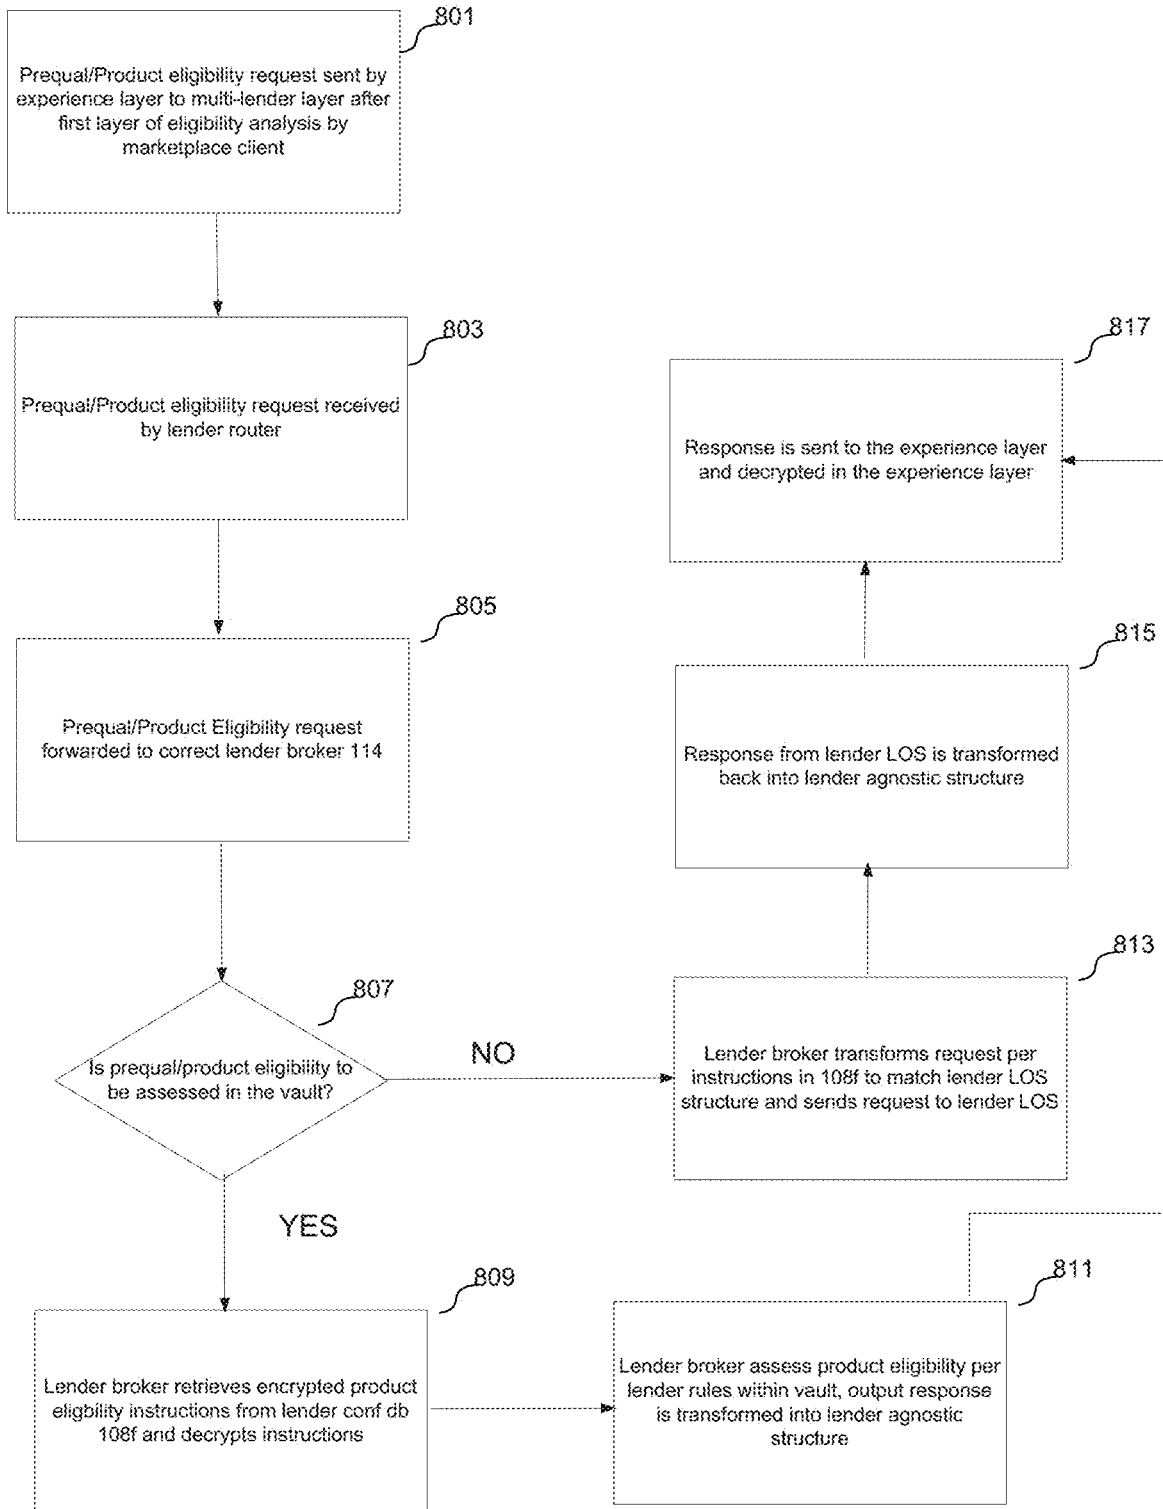 801
Prequal/Product eligibility request sent by
experience layer to multi-lender layer after
first layer of eligibility analysis by
marketplace client
803
Prequal/Product eligibility request received
by lender router
805
Prequal/Product Eligibility request
forwarded to correct lender broker 114
807
Is prequal/product eligibility to
be assessed in the vault?
NO
YES
809
Lender broker retrieves encrypted product
eligbility instructions from lender conf db
108f and decrypts instructions
811
Lender broker assess product eligibility per
lender rules within vault, output response
is transformed into lender agnostic
structure
813
Lender broker transforms request per
instructions in 108f to match lender LOS
structure and sends request to lender LOS
815
Response from lender LOS is transformed
back into lender agnostic structure
817
Response is sent to the experience layer
and decrypted in the experience layer